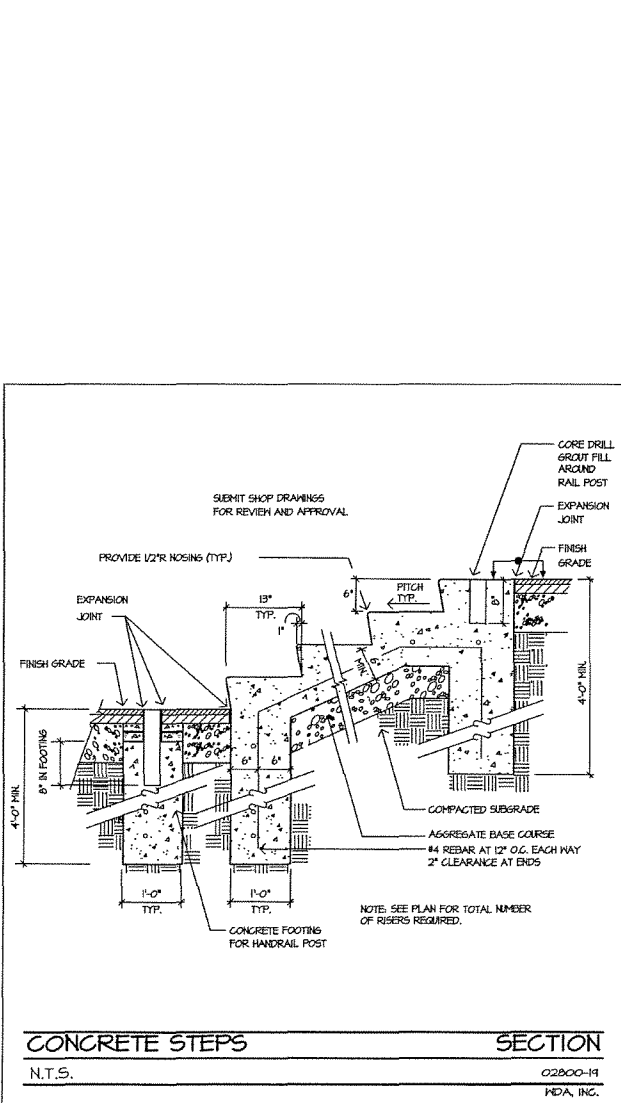 CORE DRILL
GROUT FILL
AROUND
RAIL POST
SUBMIT SHOP DRAWINGS
FOR REVIEW AND APPROVAL
EXPANSION
JOINT
FINISH
GRADE
PROVIDE 1/2"R NOSING (TYP.)
6"
PITCH
TYP.
8"
13"
TYP.
1"
EXPANSION
JOINT
FINISH GRADE
6"
MIN.
4'-0" MIN.
4'-0" MIN.
8" IN FOOTING
6"
6"
COMPACTED SUBGRADE
AGGREGATE BASE COURSE
#4 REBAR AT 12" O.C. EACH WAY
2" CLEARANCE AT ENDS
1'-0"
TYP.
1'-0"
TYP.
NOTE: SEE PLAN FOR TOTAL NUMBER
OF RISERS REQUIRED.
CONCRETE FOOTING
FOR HANDRAIL POST
CONCRETE STEPS
SECTION
N.T.S.
02800-19
WDA, INC.